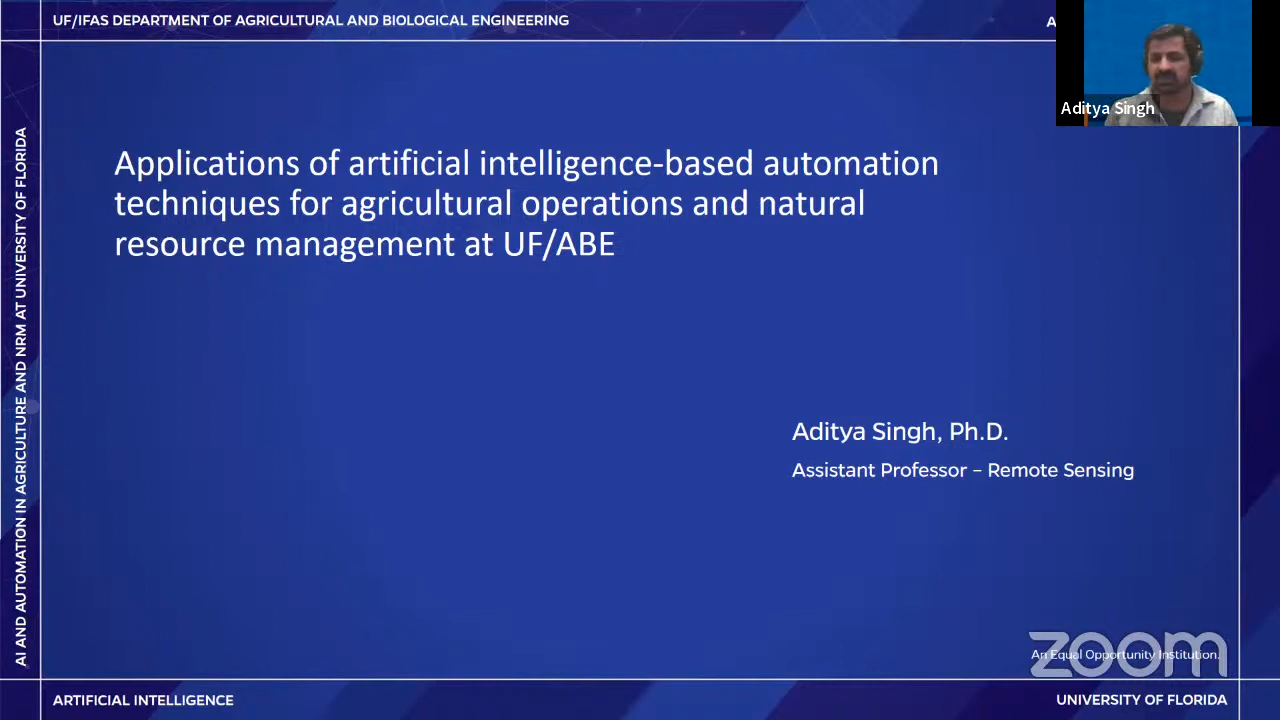 UF/IFAS DEPARTMENT OF AGRICULTURAL AND BIOLOGICAL ENGINEERING
Aditya Singh
AI AND AUTOMATION IN AGRICULTURE AND NRM AT UNIVERSITY OF FLORIDA
Applications of artificial intelligence-based automation
techniques for agricultural operations and natural
resource management at UF/ABE
Aditya Singh, Ph.D.
Assistant Professor – Remote Sensing
An Equal Opportunity Institution.
zoom
ARTIFICIAL INTELLIGENCE
UNIVERSITY OF FLORIDA